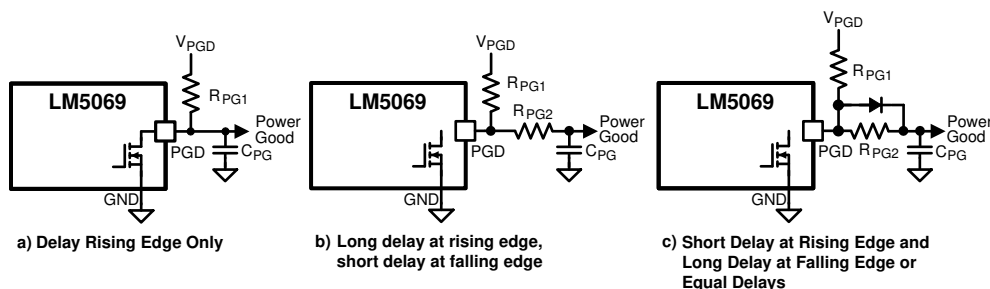 VPGD
RPG1
LM5069
PGD
Power
Good
CPG
GND
a) Delay Rising Edge Only
VPGD
RPG1
LM5069
RPG2
PGD
Power
Good
CPG
GND
b) Long delay at rising edge,
short delay at falling edge
VPGD
RPG1
LM5069
PGD
RPG2
Power
Good
CPG
GND
c) Short Delay at Rising Edge and
Long Delay at Falling Edge or
Equal Delays